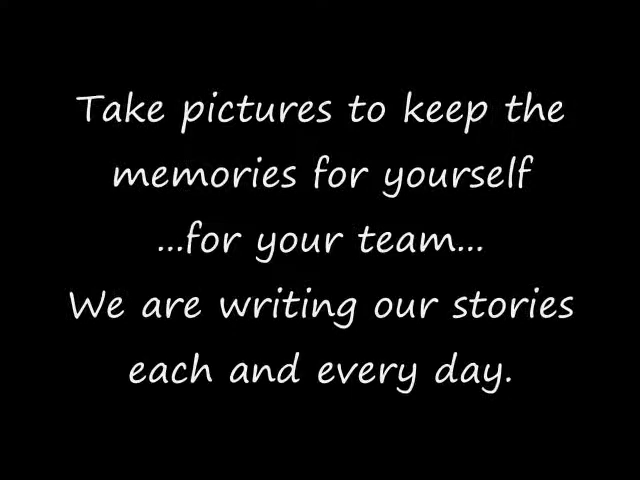 Take pictures to keep the
memories for yourself
...for your team...
We are writing our stories
each and every day.